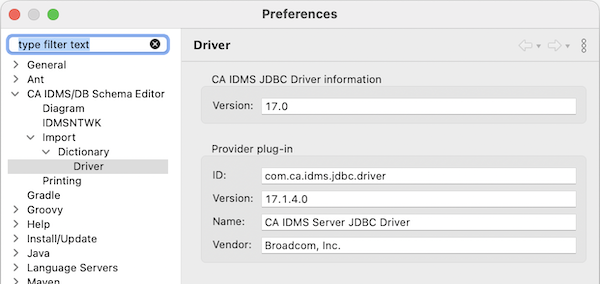 Preferences
type filter text
General
Ant
CA IDMS/DB Schema Editor
Diagram
IDMSNTWK
Import
Dictionary
Driver
Printing
Gradle
Groovy
Help
Install/Update
Java
Language Servers
Maven
Driver
CA IDMS JDBC Driver information
Version: 17.0
Provider plug-in
ID: com.ca.idms.jdbc.driver
Version: 17.1.4.0
Name: CA IDMS Server JDBC Driver
Vendor: Broadcom, Inc.